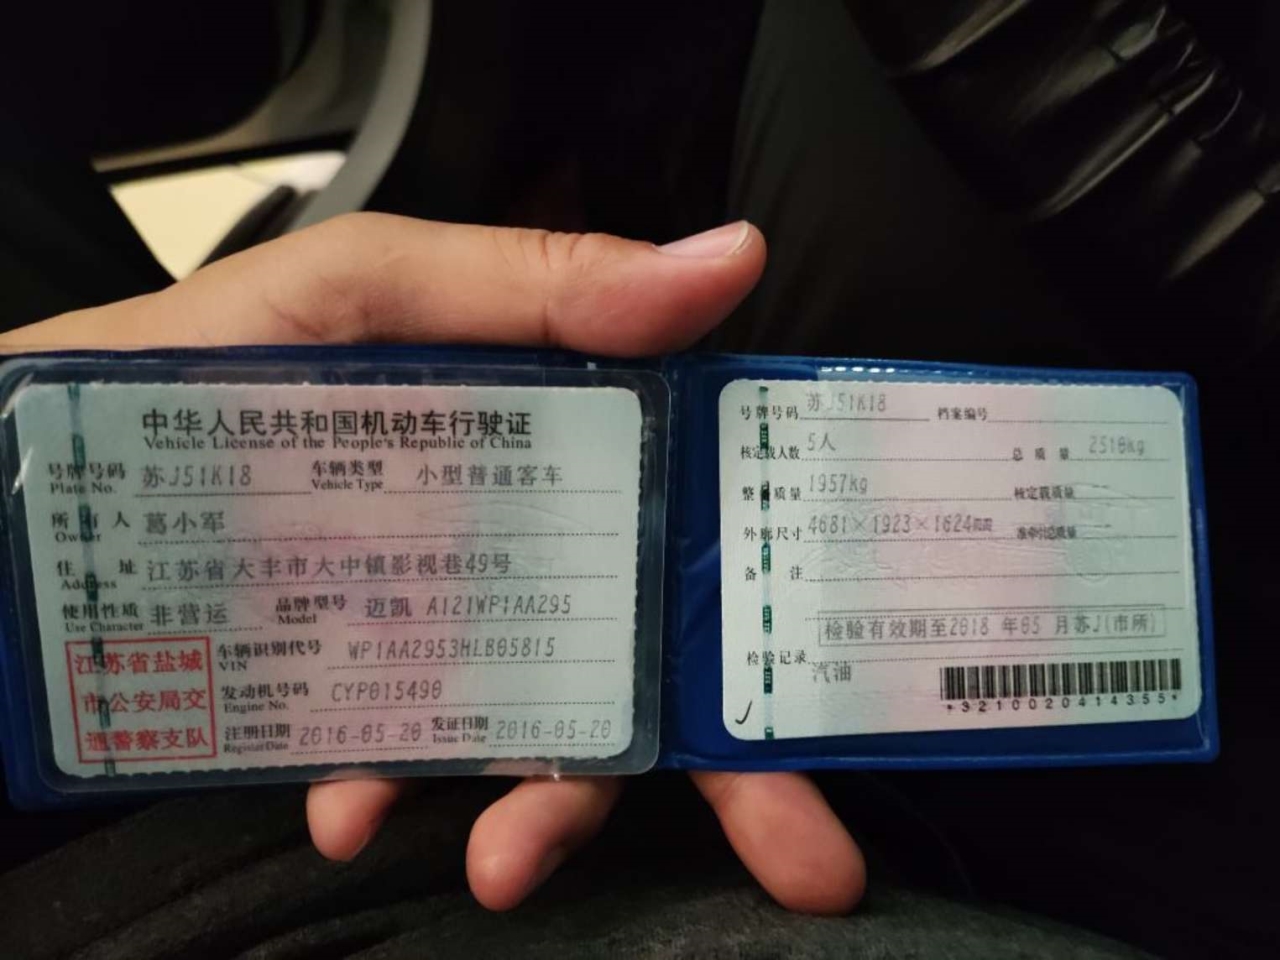 中华人民共和国机动车行驶证
Vehicle License of the People's Republic of China
号牌号码 苏J51K18 车辆类型 小型普通客车
Plate No. Vehicle Type
所有人 葛小军
Owner
住址 江苏省大丰市大中镇影视巷49号
Address
使用性质 非营运 品牌型号 迈凯 A121WP1AA295
Use Character Model
车辆识别代号 WP1AA2953HLB05815
VIN
发动机号码 CYP015490
Engine No.
注册日期 2016-05-20 发证日期 2016-05-20
Register Date Issue Date
江苏省盐城
市公安局交
通警察支队
号牌号码 苏J51K18 档案编号
核定载人数 5人 总质量 2510kg
整备质量 1957kg 核定载质量
外廓尺寸 4681×1923×1624mm 准牵引总质量
备注
检验有效期至2018年05月苏J(市所)
检验记录
汽油
*3210020414355*